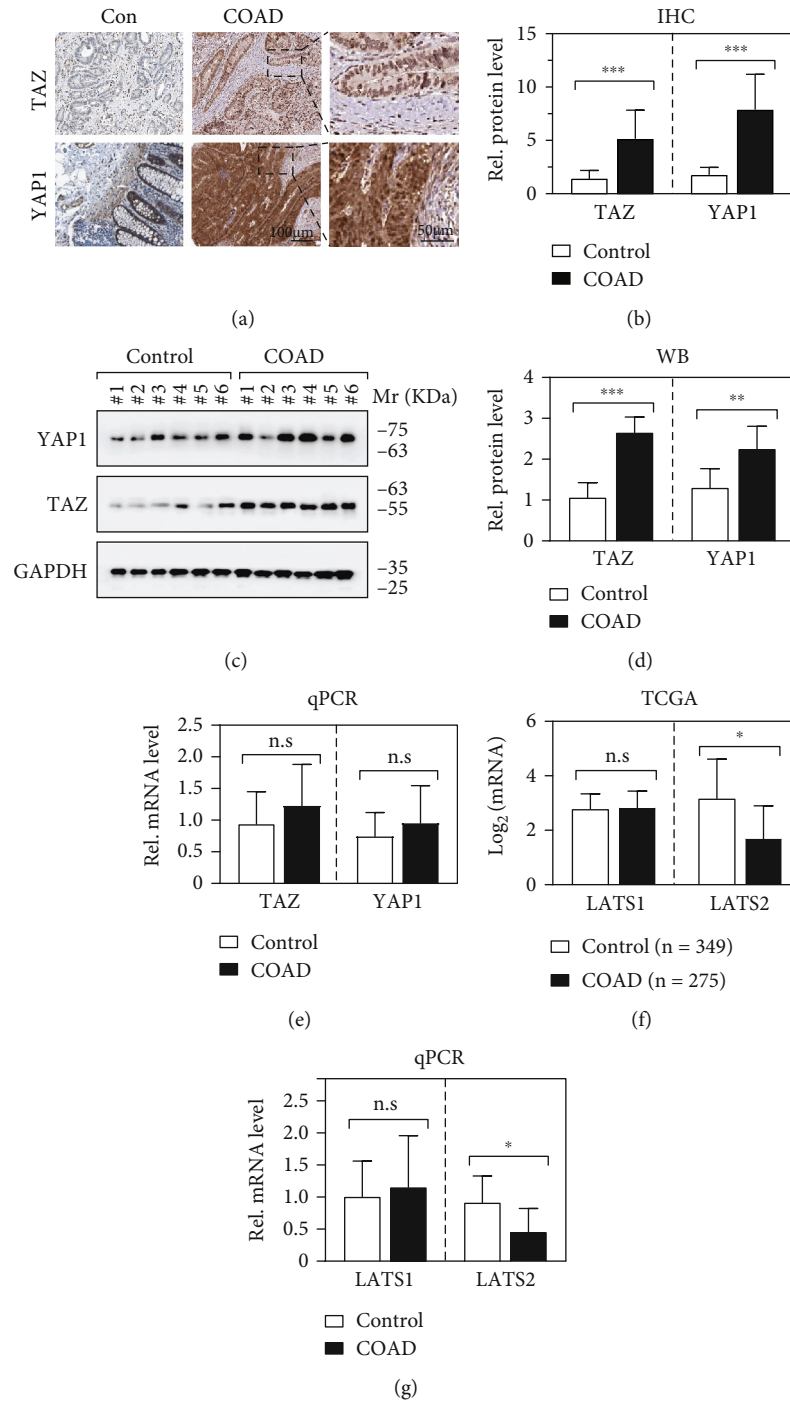 Con COAD
TAZ
YAP1
100μm 50μm
(a)
IHC
Rel. protein level
15
10
5
0
*** ***
TAZ YAP1
Control
COAD
(b)
Control COAD
#1 #2 #3 #4 #5 #6 #1 #2 #3 #4 #5 #6 Mr (KDa)
YAP1 –75
–63
TAZ –63
–55
GAPDH –35
–25
(c)
WB
Rel. protein level
4
3
2
1
0
*** **
TAZ YAP1
Control
COAD
(d)
qPCR
Rel. mRNA level
2.5
2.0
1.5
1.0
0.5
0
n.s n.s
TAZ YAP1
Control
COAD
(e)
TCGA
Log₂ (mRNA)
6
4
2
0
n.s *
LATS1 LATS2
Control (n = 349)
COAD (n = 275)
(f)
qPCR
Rel. mRNA level
2.5
2.0
1.5
1.0
0.5
0
n.s *
LATS1 LATS2
Control
COAD
(g)